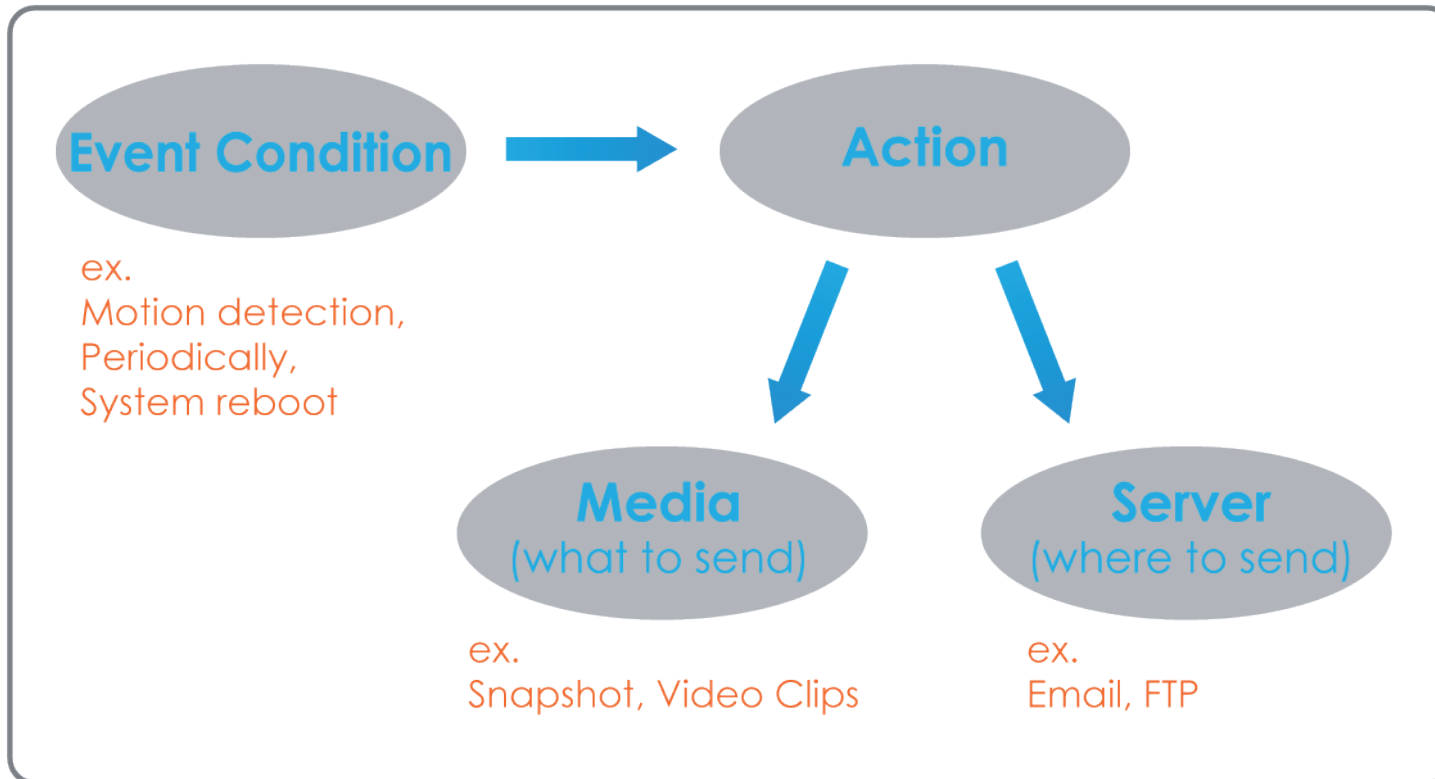 Event Condition
Action
ex.
Motion detection,
Periodically,
System reboot
Media
(what to send)
Server
(where to send)
ex.
Snapshot, Video Clips
ex.
Email, FTP